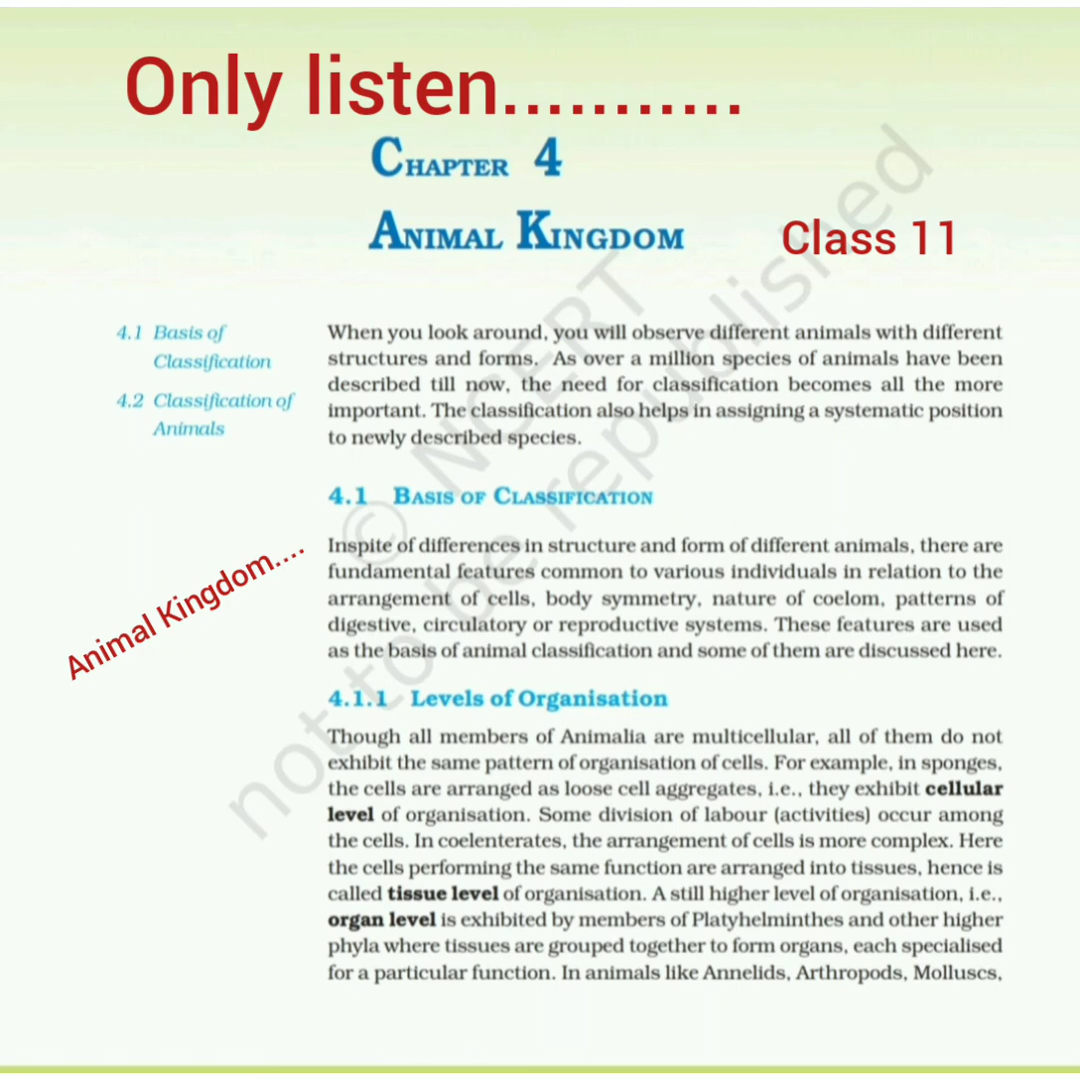 Only listen...........
CHAPTER 4
ANIMAL KINGDOM
Class 11
4.1 Basis of
Classification
4.2 Classification of
Animals
When you look around, you will observe different animals with different
structures and forms. As over a million species of animals have been
described till now, the need for classification becomes all the more
important. The classification also helps in assigning a systematic position
to newly described species.
4.1 BASIS OF CLASSIFICATION
Animal Kingdom....
Inspite of differences in structure and form of different animals, there are
fundamental features common to various individuals in relation to the
arrangement of cells, body symmetry, nature of coelom, patterns of
digestive, circulatory or reproductive systems. These features are used
as the basis of animal classification and some of them are discussed here.
4.1.1 Levels of Organisation
Though all members of Animalia are multicellular, all of them do not
exhibit the same pattern of organisation of cells. For example, in sponges,
the cells are arranged as loose cell aggregates, i.e., they exhibit cellular
level of organisation. Some division of labour (activities) occur among
the cells. In coelenterates, the arrangement of cells is more complex. Here
the cells performing the same function are arranged into tissues, hence is
called tissue level of organisation. A still higher level of organisation, i.e.,
organ level is exhibited by members of Platyhelminthes and other higher
phyla where tissues are grouped together to form organs, each specialised
for a particular function. In animals like Annelids, Arthropods, Molluscs,
© NCERT
not to be republished